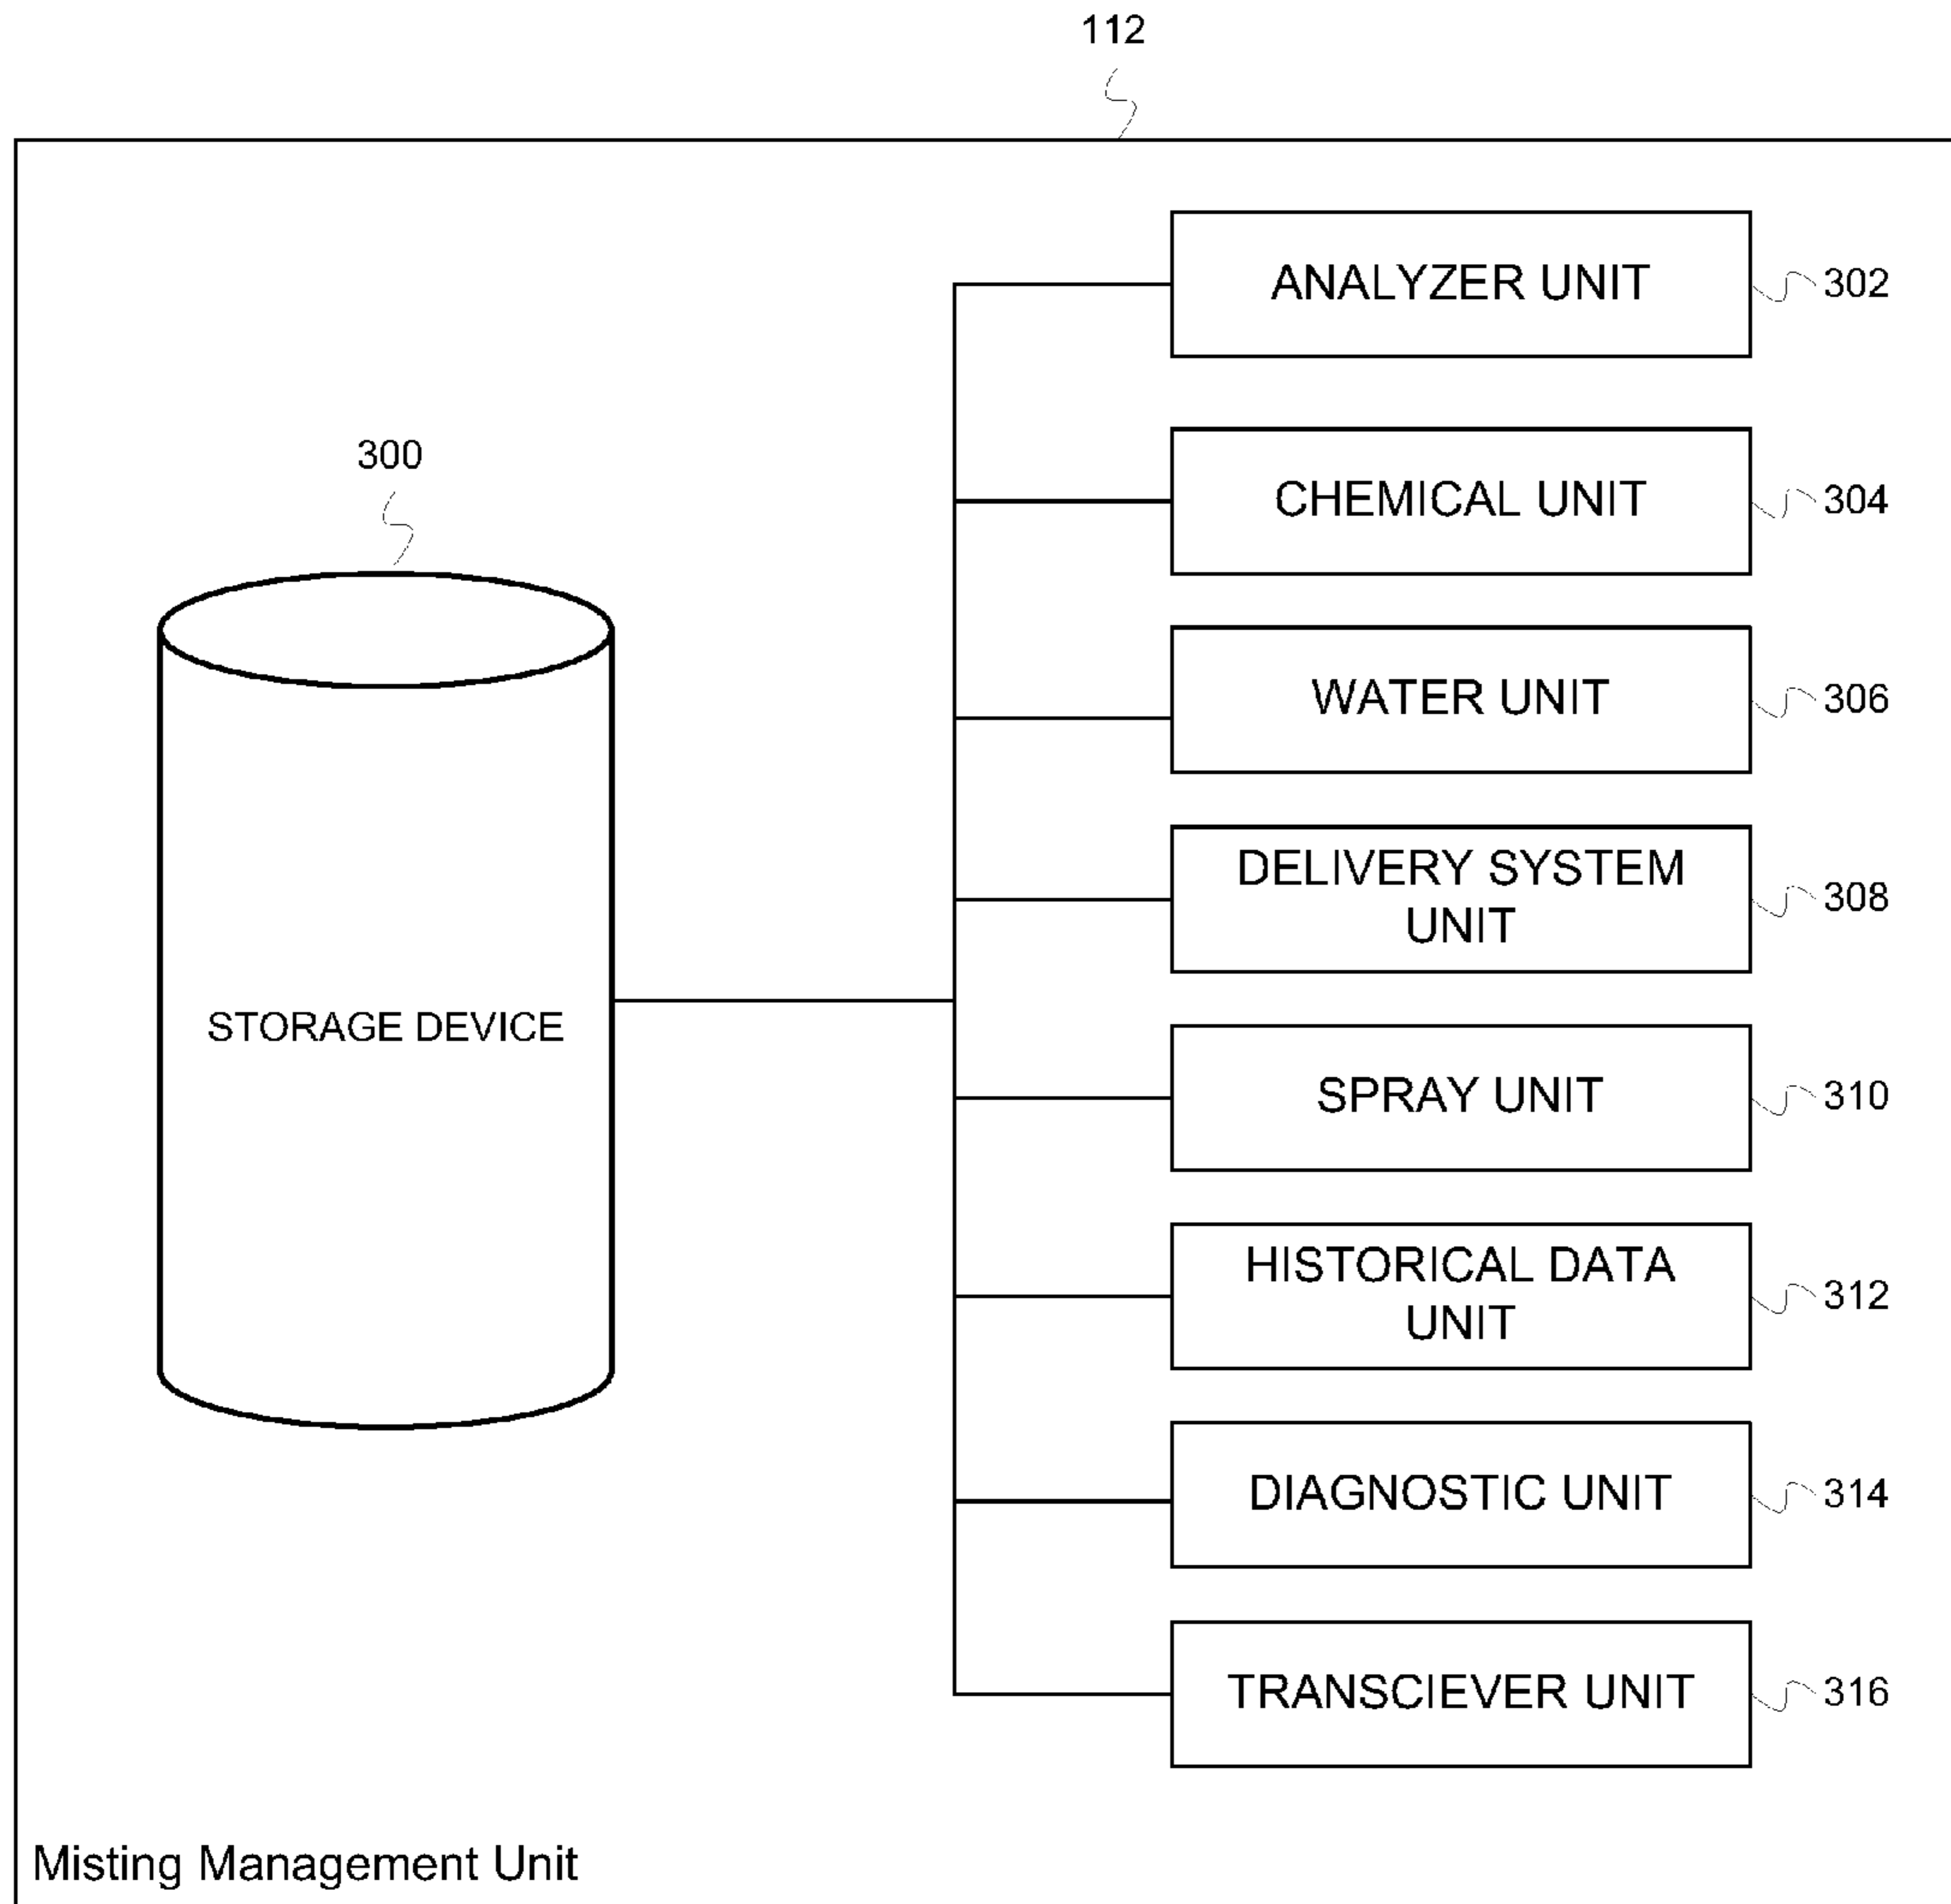 112
ANALYZER UNIT
302
300
CHEMICAL UNIT
304
WATER UNIT
306
DELIVERY SYSTEM
UNIT
308
STORAGE DEVICE
SPRAY UNIT
310
HISTORICAL DATA
UNIT
312
DIAGNOSTIC UNIT
314
TRANSCIEVER UNIT
316
Misting Management Unit